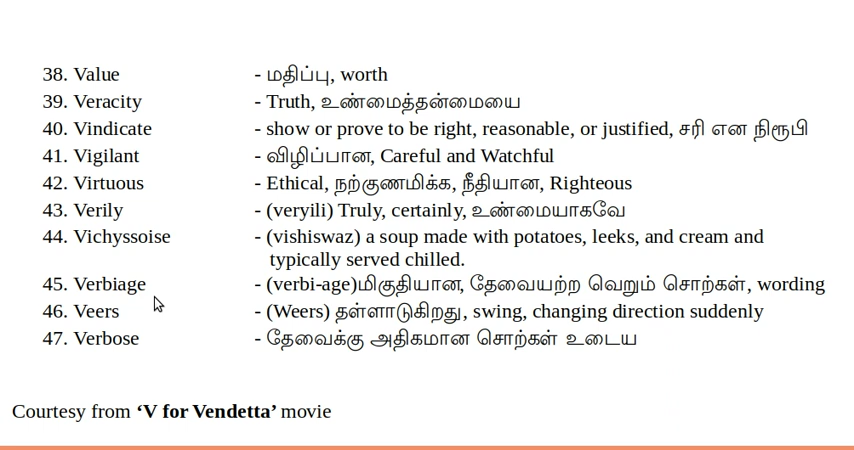 38. Value - மதிப்பு, worth
39. Veracity - Truth, உண்மைத்தன்மையை
40. Vindicate - show or prove to be right, reasonable, or justified, சரி என நிரூபி
41. Vigilant - விழிப்பான, Careful and Watchful
42. Virtuous - Ethical, நற்குணமிக்க, நீதியான, Righteous
43. Verily - (veryili) Truly, certainly, உண்மையாகவே
44. Vichyssoise - (vishiswaz) a soup made with potatoes, leeks, and cream and
typically served chilled.
45. Verbiage - (verbi-age)மிகுதியான, தேவையற்ற வெறும் சொற்கள், wording
46. Veers - (Weers) தள்ளாடுகிறது, swing, changing direction suddenly
47. Verbose - தேவைக்கு அதிகமான சொற்கள் உடைய
Courtesy from ‘V for Vendetta’ movie